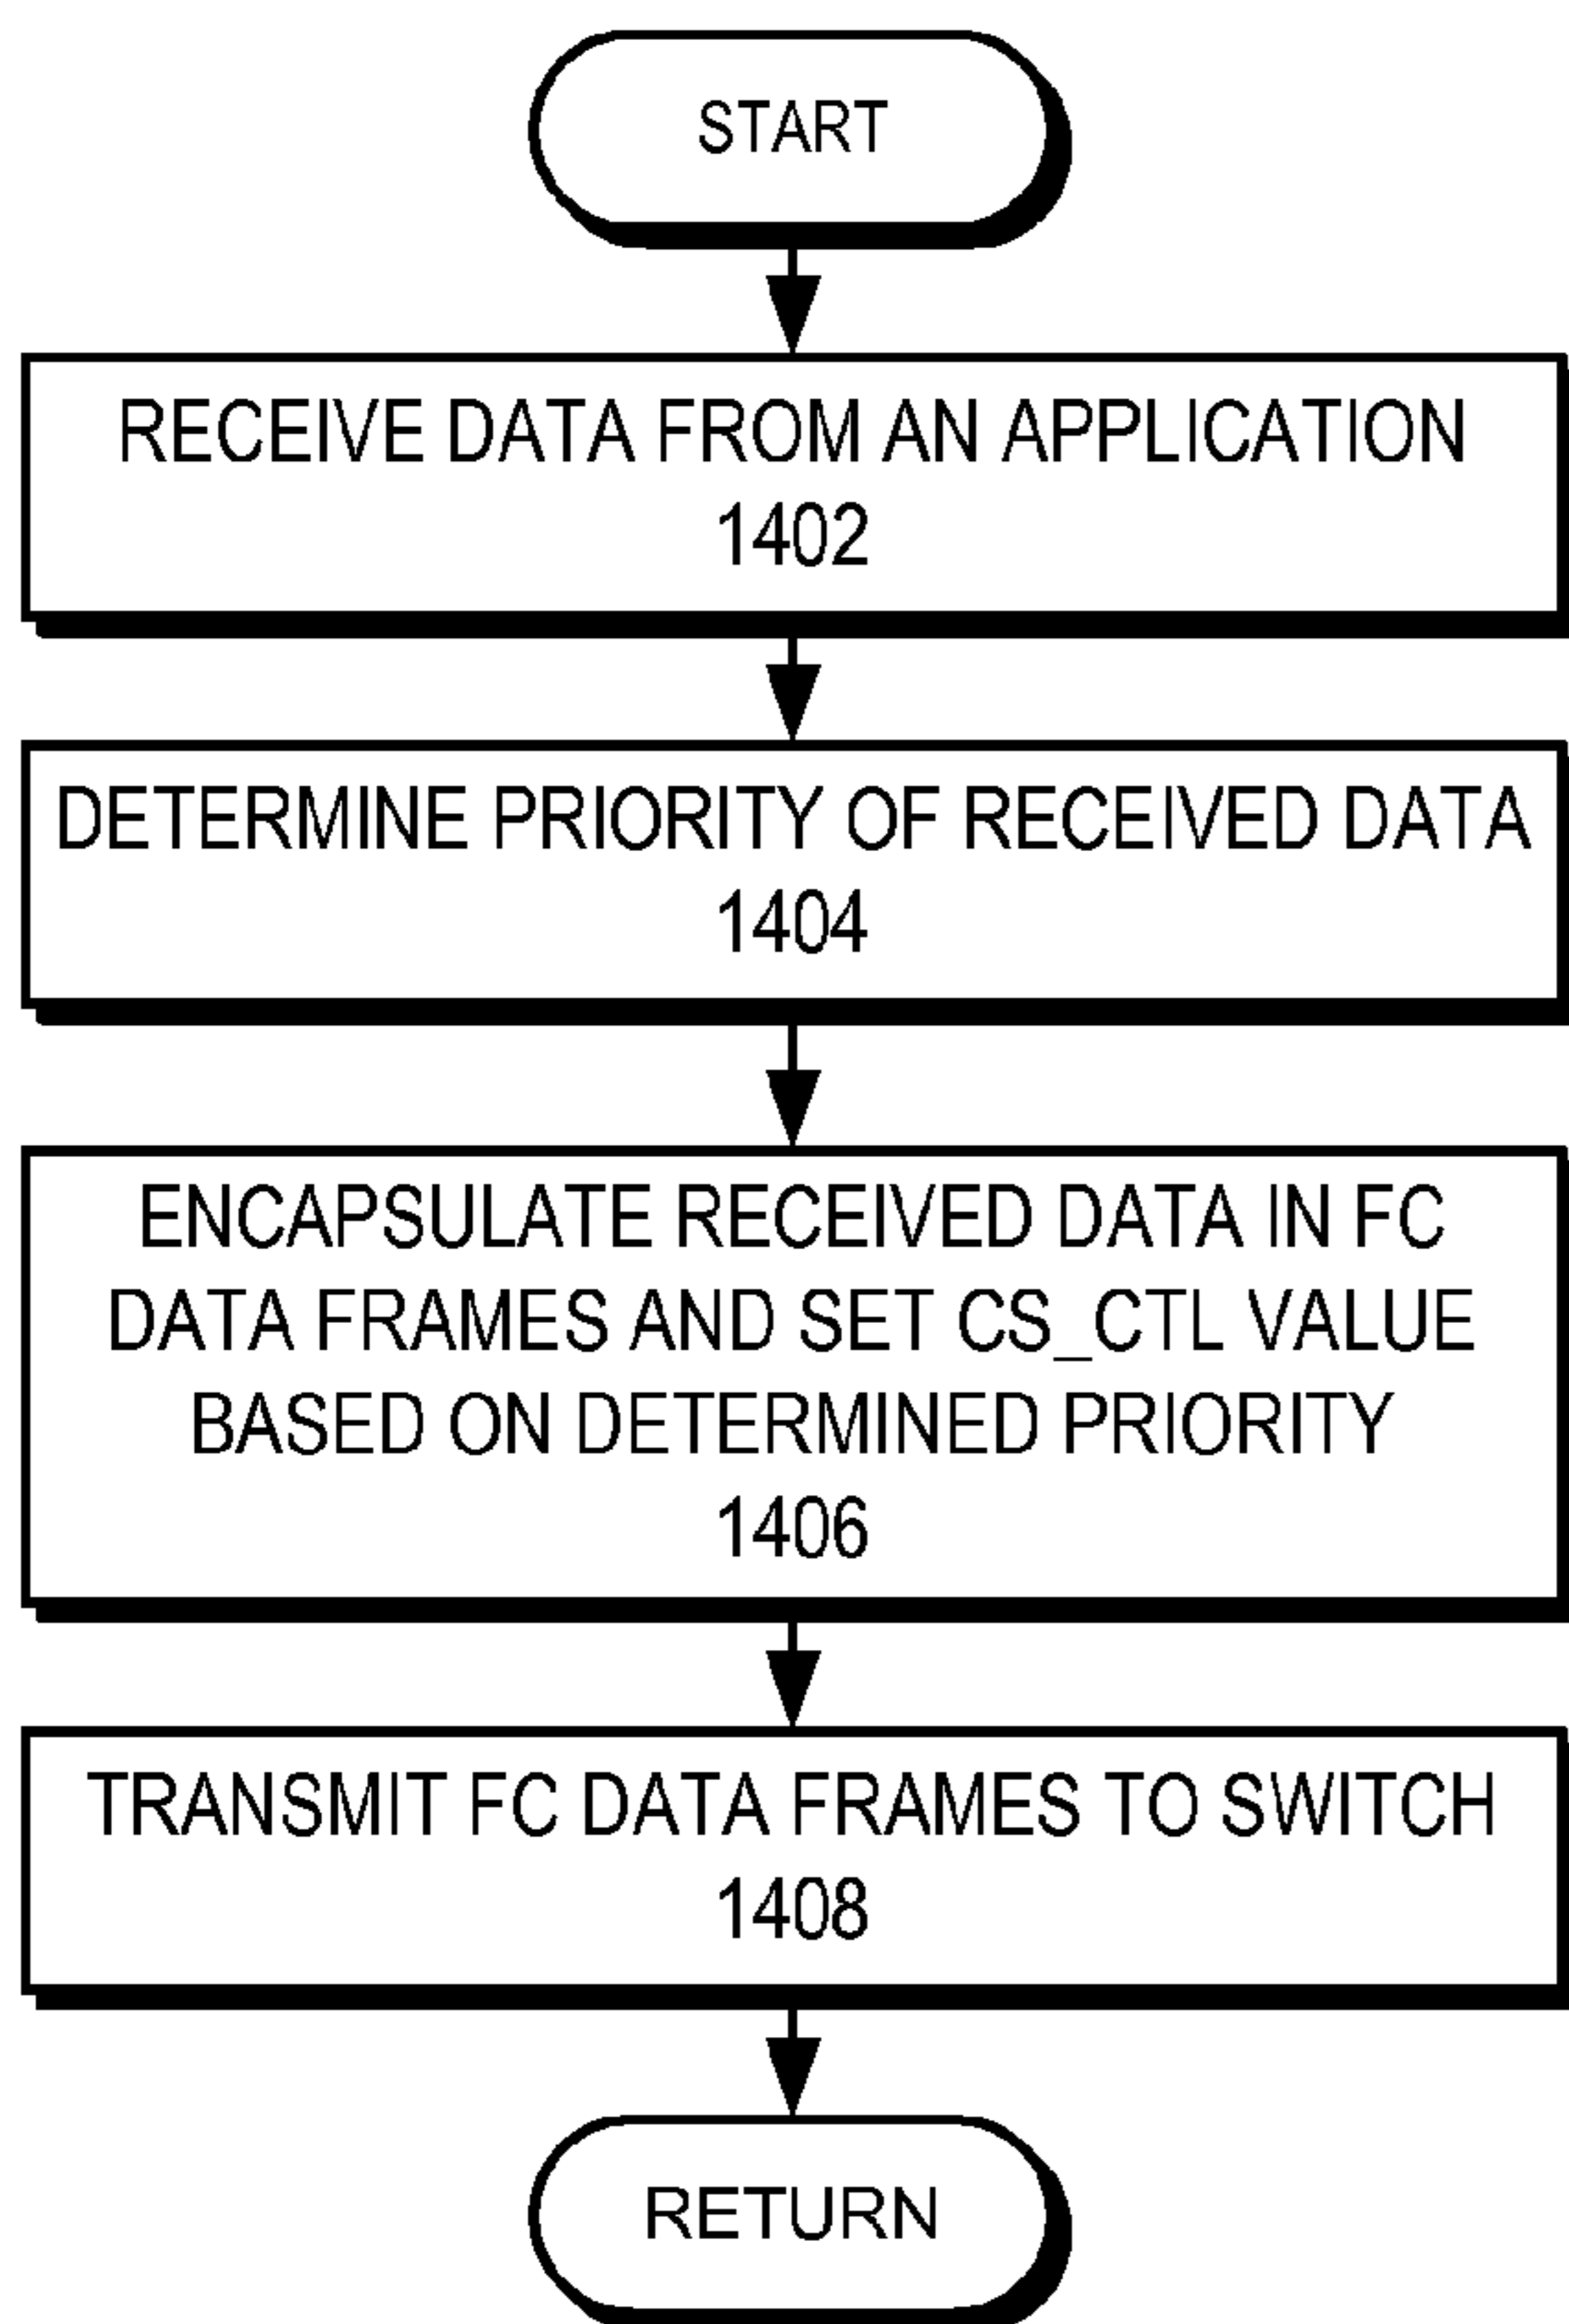 START
RECEIVE DATA FROM AN APPLICATION
1402
DETERMINE PRIORITY OF RECEIVED DATA
1404
ENCAPSULATE RECEIVED DATA IN FC
DATA FRAMES AND SET CS_CTL VALUE
BASED ON DETERMINED PRIORITY
1406
TRANSMIT FC DATA FRAMES TO SWITCH
1408
RETURN